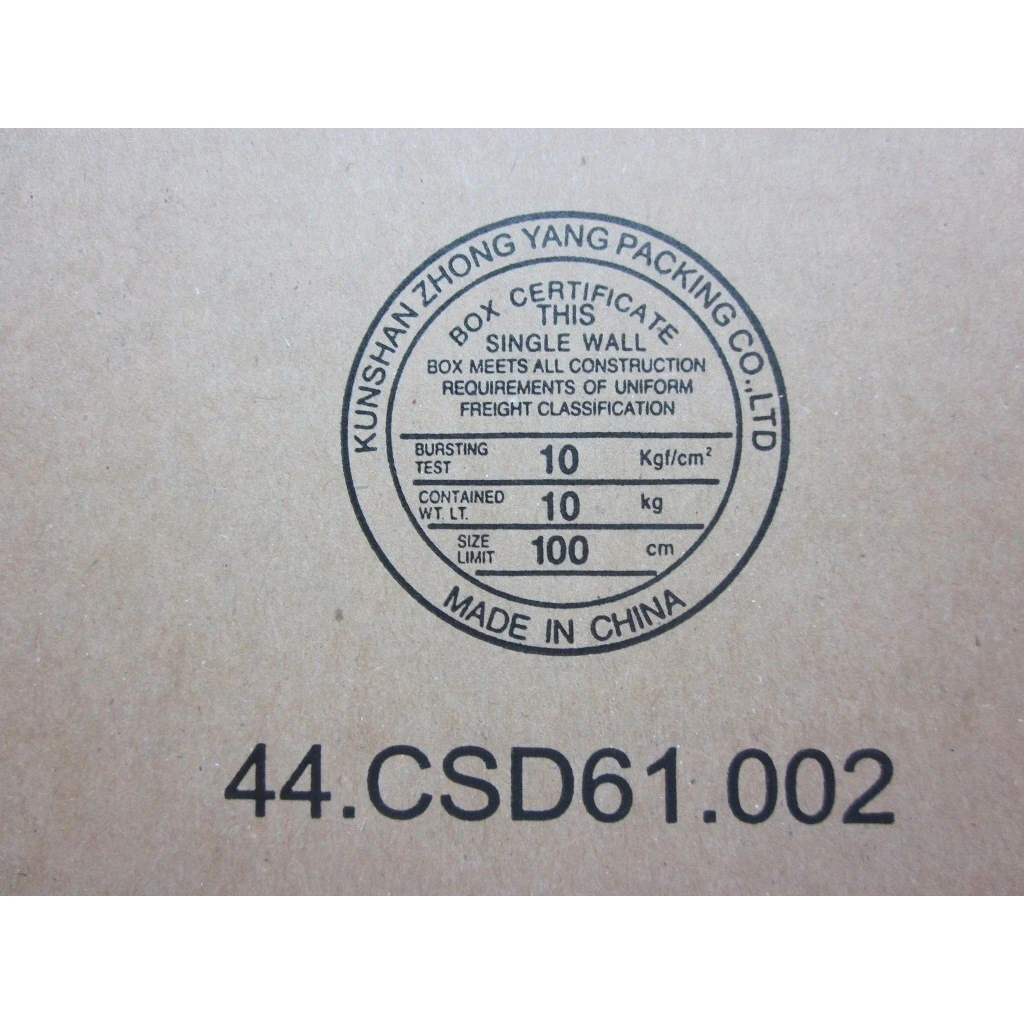 KUNSHAN ZHONG YANG PACKING CO.,LTD
BOX CERTIFICATE
THIS
SINGLE WALL
BOX MEETS ALL CONSTRUCTION
REQUIREMENTS OF UNIFORM
FREIGHT CLASSIFICATION
BURSTING TEST 10 Kgf/cm²
CONTAINED WT. LT. 10 kg
SIZE LIMIT 100 cm
MADE IN CHINA
44.CSD61.002